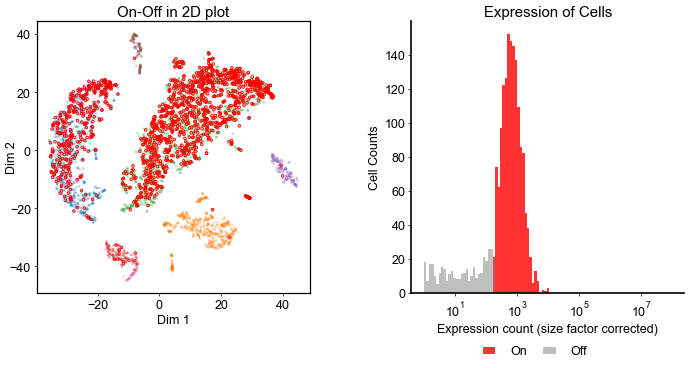 On-Off in 2D plot
40
20
0
−20
−40
Dim 2
−20 0 20 40
Dim 1
Expression of Cells
140
120
100
80
60
40
20
0
Cell Counts
10¹ 10³ 10⁵ 10⁷
Expression count (size factor corrected)
On Off